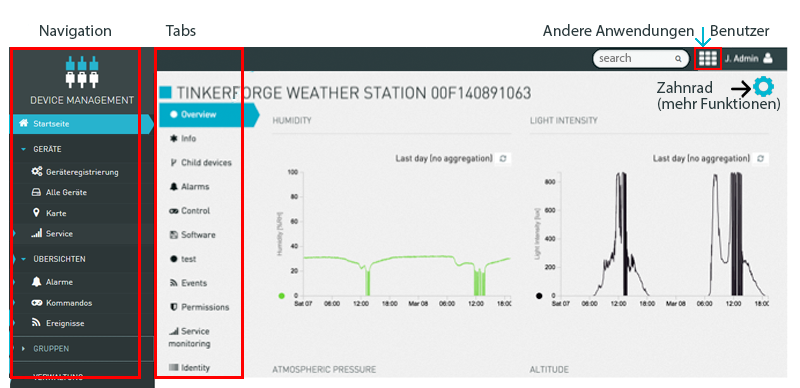 Navigation
Tabs
Andere Anwendungen
Benutzer
search
J. Admin
DEVICE MANAGEMENT
Zahnrad
(mehr Funktionen)
TINKERFORGE WEATHER STATION 00F140891063
Startseite
GERÄTE
Geräteregistrierung
Alle Geräte
Karte
Service
ÜBERSICHTEN
Alarme
Kommandos
Ereignisse
GRUPPEN
VERWALTUNG
Overview
Info
Child devices
Alarms
Control
Software
test
Events
Permissions
Service
monitoring
Identity
HUMIDITY
Last day (no aggregation)
Humidity [%RH]
100
80
60
40
20
0
Sat 07
06:00
12:00
18:00
Mar 08
06:00
12:00
18:00
LIGHT INTENSITY
Last day (no aggregation)
Light Intensity [lux]
800
600
400
200
0
Sat 07
06:00
12:00
18:00
Mar 08
06:00
12:00
18:00
ATMOSPHERIC PRESSURE
ALTITUDE